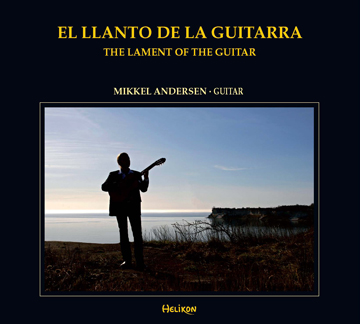 EL LLANTO DE LA GUITARRA
THE LAMENT OF THE GUITAR
MIKKEL ANDERSEN · GUITAR
HELIKON